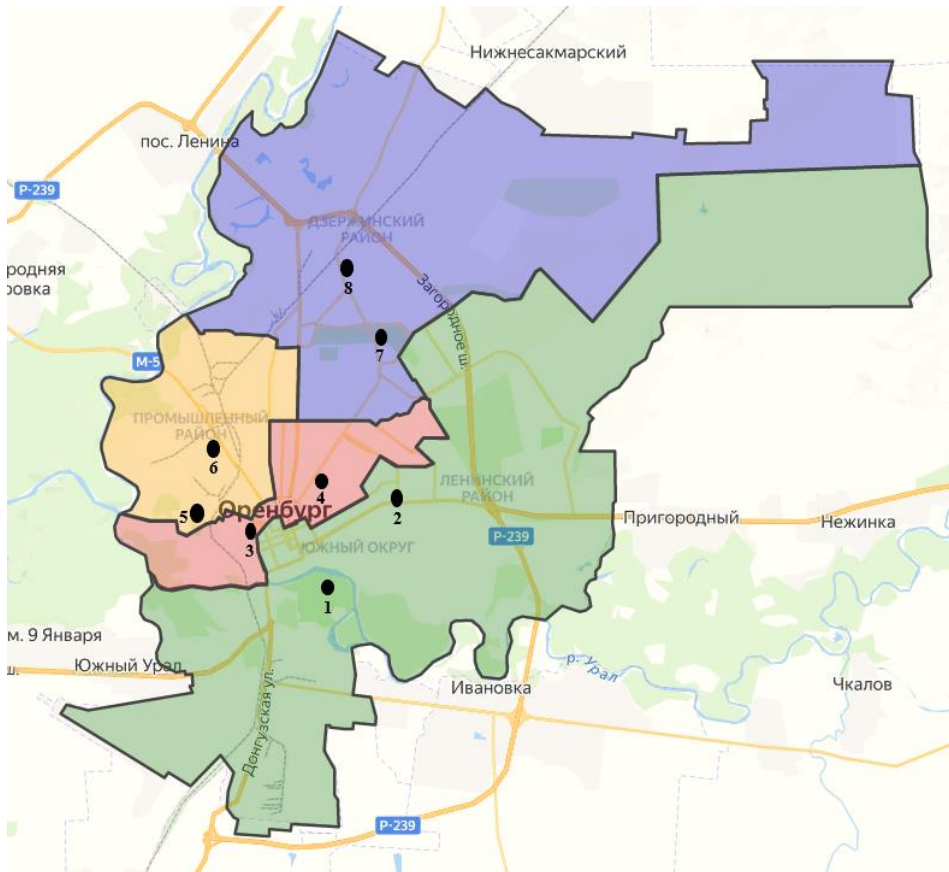 Нижнесакмарский
пос. Ленина
Р-239
ДЗЕРЖИНСКИЙ
РАЙОН
родная
ровка
8
Загородное ш.
7
М-5
ПРОМЫШЛЕННЫЙ
РАЙОН
6
4
ЛЕНИНСКИЙ
РАЙОН
5
Оренбург
2
Пригородный
Нежинка
3
ЮЖНЫЙ ОКРУГ
Р-239
1
м. 9 Января
Южный Урал
ш.
р. Урал
Ивановка
Чкалов
Донгузская ул.
Р-239